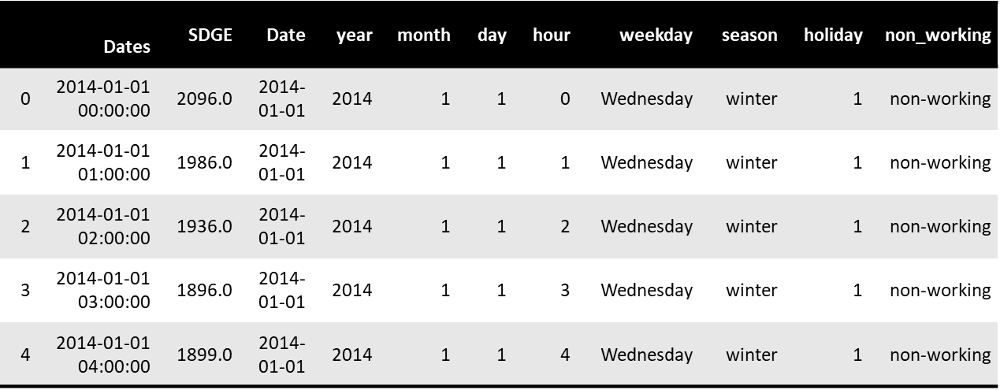 Dates SDGE Date year month day hour weekday season holiday non_working
0 2014-01-01 00:00:00 2096.0 2014-01-01 2014 1 1 0 Wednesday winter 1 non-working
1 2014-01-01 01:00:00 1986.0 2014-01-01 2014 1 1 1 Wednesday winter 1 non-working
2 2014-01-01 02:00:00 1936.0 2014-01-01 2014 1 1 2 Wednesday winter 1 non-working
3 2014-01-01 03:00:00 1896.0 2014-01-01 2014 1 1 3 Wednesday winter 1 non-working
4 2014-01-01 04:00:00 1899.0 2014-01-01 2014 1 1 4 Wednesday winter 1 non-working